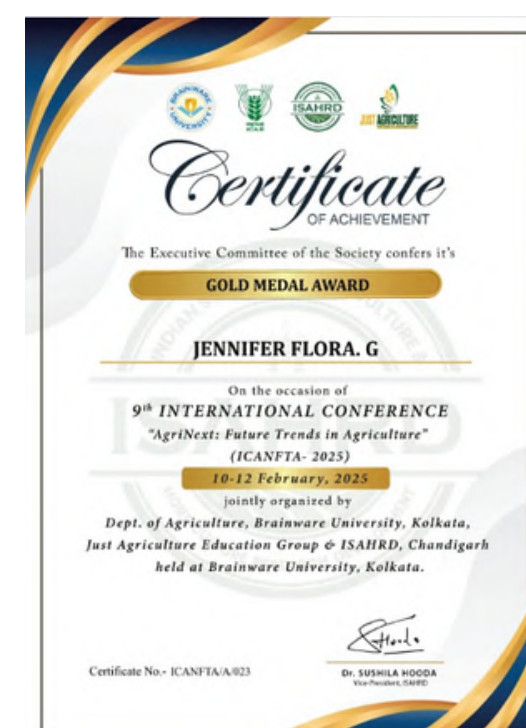 BRAINWARE UNIVERSITY
ISAHRD
JUST AGRICULTURE
Certificate
OF ACHIEVEMENT
The Executive Committee of the Society confers it's
GOLD MEDAL AWARD
JENNIFER FLORA. G
On the occasion of
9th INTERNATIONAL CONFERENCE
"AgriNext: Future Trends in Agriculture"
(ICANFTA- 2025)
10-12 February, 2025
jointly organized by
Dept. of Agriculture, Brainware University, Kolkata,
Just Agriculture Education Group & ISAHRD, Chandigarh
held at Brainware University, Kolkata.
Certificate No.- ICANFTA/A/023
Dr. SUSHILA HOODA
Vice-President, ISAHRD